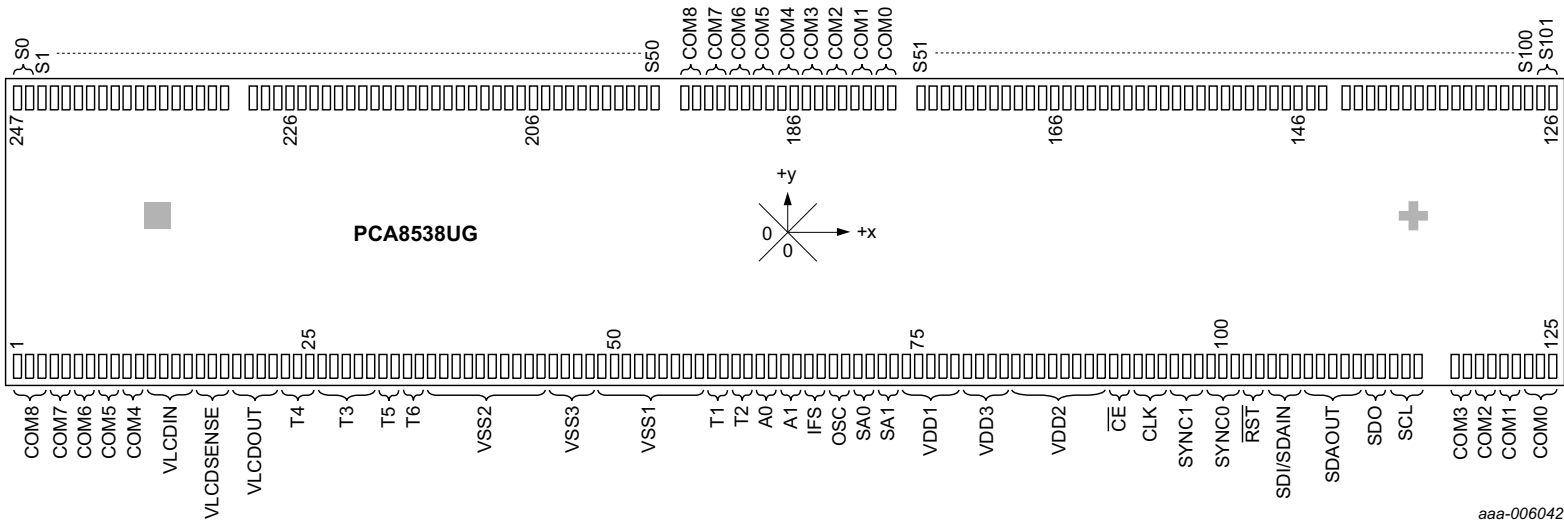 S0
S1
S50
COM8
COM7
COM6
COM5
COM4
COM3
COM2
COM1
COM0
S51
S100
S101
247
226
206
186
166
146
126
+y
+x
0
0
PCA8538UG
1
25
50
75
100
125
COM8
COM7
COM6
COM5
COM4
VLCDIN
VLCDSENSE
VLCDOUT
T4
T3
T5
T6
VSS2
VSS3
VSS1
T1
T2
A0
A1
IFS
OSC
SA0
SA1
VDD1
VDD3
VDD2
CE
CLK
SYNC1
SYNC0
RST
SDI/SDAIN
SDAOUT
SDO
SCL
COM3
COM2
COM1
COM0
aaa-006042